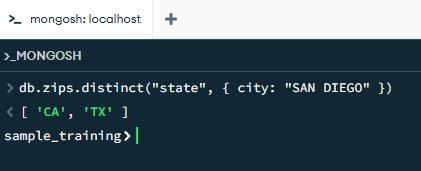 >_ mongosh: localhost +
>_MONGOSH
> db.zips.distinct("state", { city: "SAN DIEGO" })
< [ 'CA', 'TX' ]
sample_training>